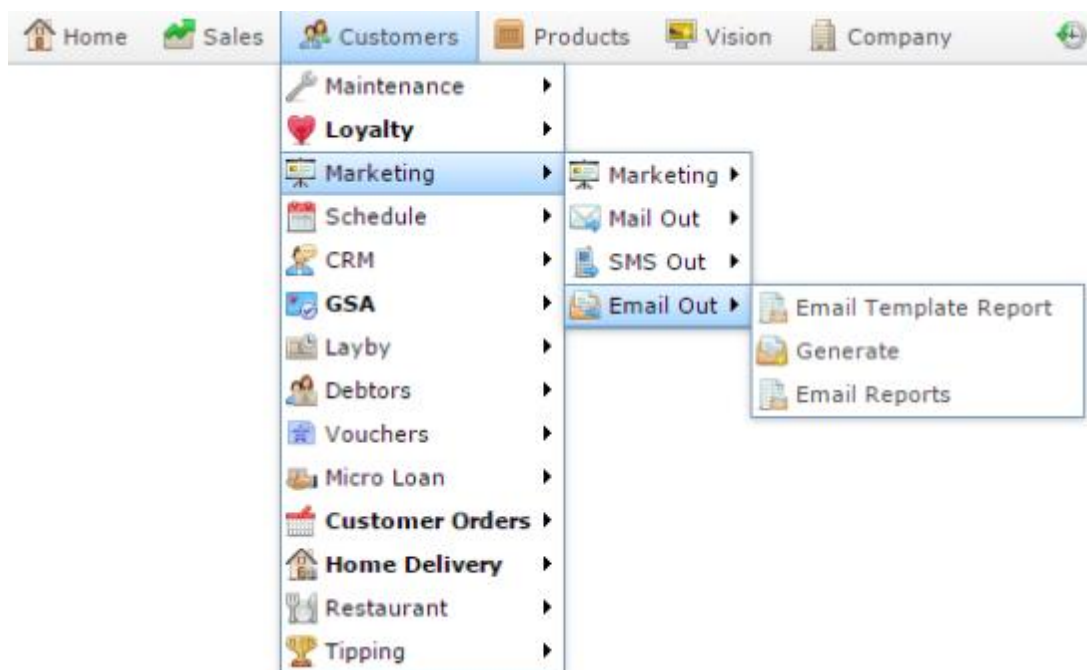 Home Sales Customers Products Vision Company
Maintenance
Loyalty
Marketing Marketing
Schedule Mail Out
CRM SMS Out
GSA Email Out Email Template Report
Layby Generate
Debtors Email Reports
Vouchers
Micro Loan
Customer Orders
Home Delivery
Restaurant
Tipping